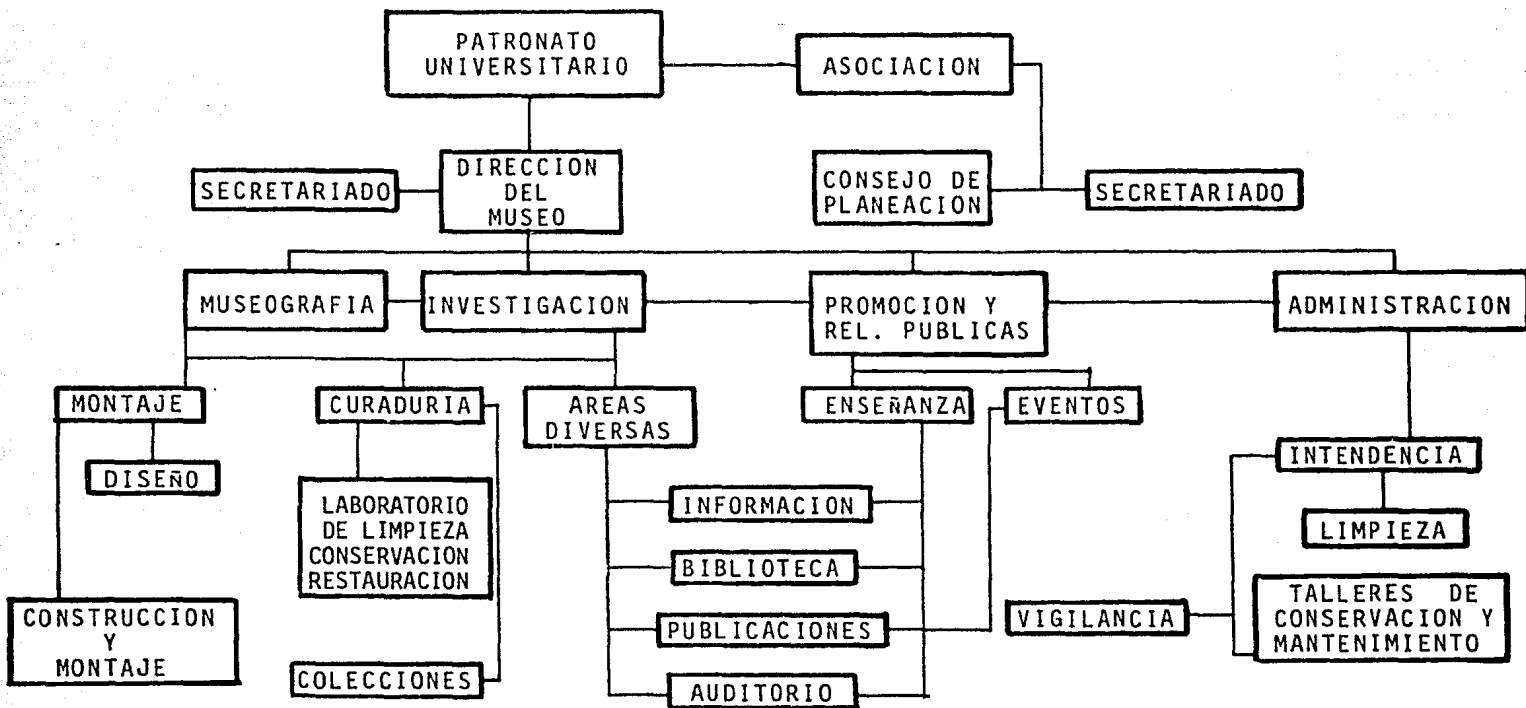 PATRONATO
UNIVERSITARIO
ASOCIACION
DIRECCION
DEL
MUSEO
SECRETARIADO
CONSEJO DE
PLANEACION
SECRETARIADO
MUSEOGRAFIA
INVESTIGACION
PROMOCION Y
REL. PUBLICAS
ADMINISTRACION
MONTAJE
CURADURIA
AREAS
DIVERSAS
ENSEÑANZA
EVENTOS
DISEÑO
LABORATORIO
DE LIMPIEZA
CONSERVACION
RESTAURACION
INFORMACION
BIBLIOTECA
PUBLICACIONES
AUDITORIO
INTENDENCIA
LIMPIEZA
VIGILANCIA
TALLERES DE
CONSERVACION Y
MANTENIMIENTO
CONSTRUCCION
Y
MONTAJE
COLECCIONES